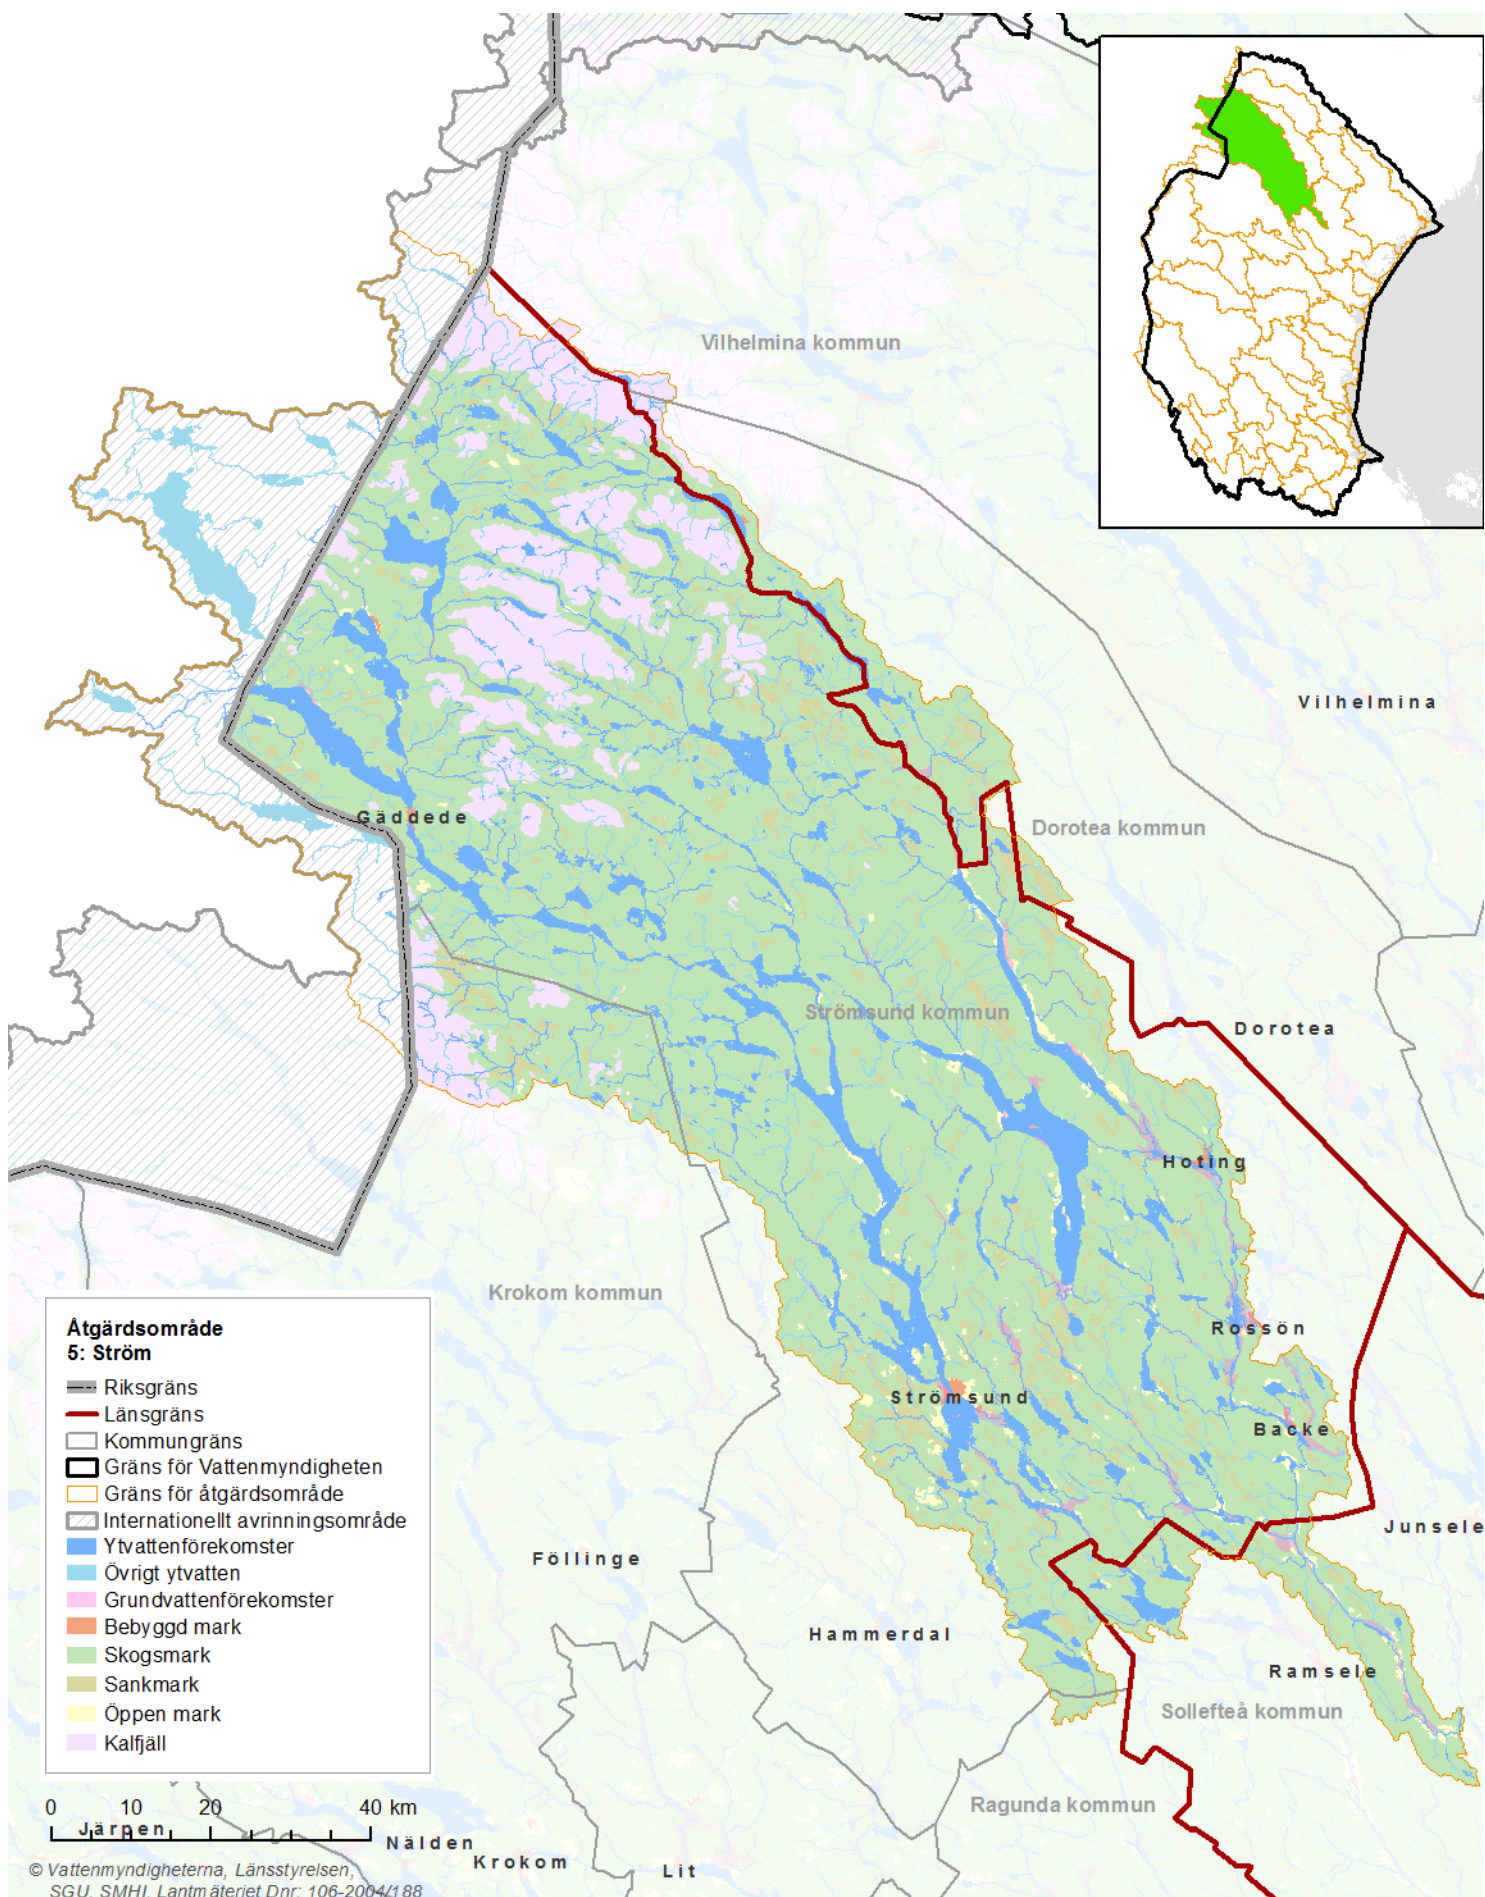 Vilhelmina kommun
Vilhelmina
Gäddede
Dorotea kommun
Strömsund kommun
Dorotea
Hoting
Krokom kommun
Rossön
Strömsund
Backe
Junsele
Föllinge
Hammerdal
Ramsele
Sollefteå kommun
Ragunda kommun
Åtgärdsområde
5: Ström
Riksgräns
Länsgräns
Kommungräns
Gräns för Vattenmyndigheten
Gräns för åtgärdsområde
Internationellt avrinningsområde
Ytvattenförekomster
Övrigt ytvatten
Grundvattenförekomster
Bebyggd mark
Skogsmark
Sankmark
Öppen mark
Kalfjäll
0 10 20 40 km
Järpen
Nälden
Krokom
Lit
© Vattenmyndigheterna, Länsstyrelsen,
SGU, SMHI, Lantmäteriet Dnr: 106-2004/188